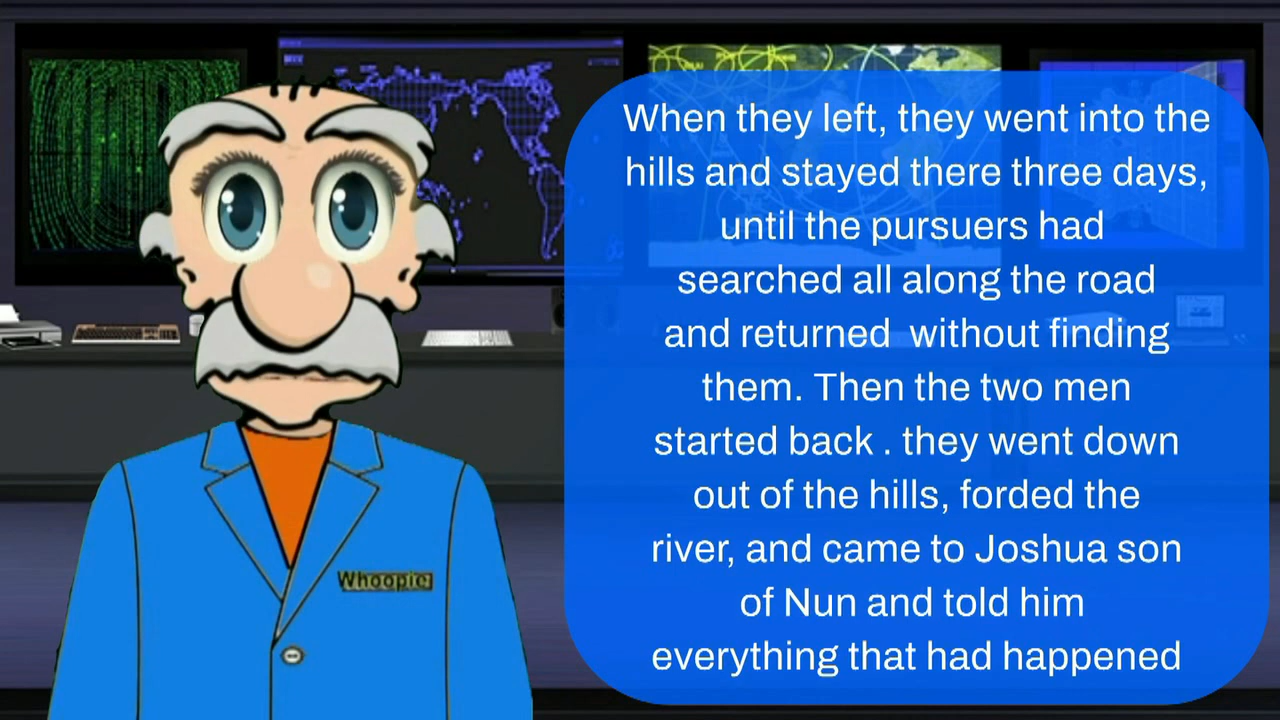 When they left, they went into the
hills and stayed there three days,
until the pursuers had
searched all along the road
and returned  without finding
them. Then the two men
started back . they went down
out of the hills, forded the
river, and came to Joshua son
of Nun and told him
everything that had happened
Whoopie